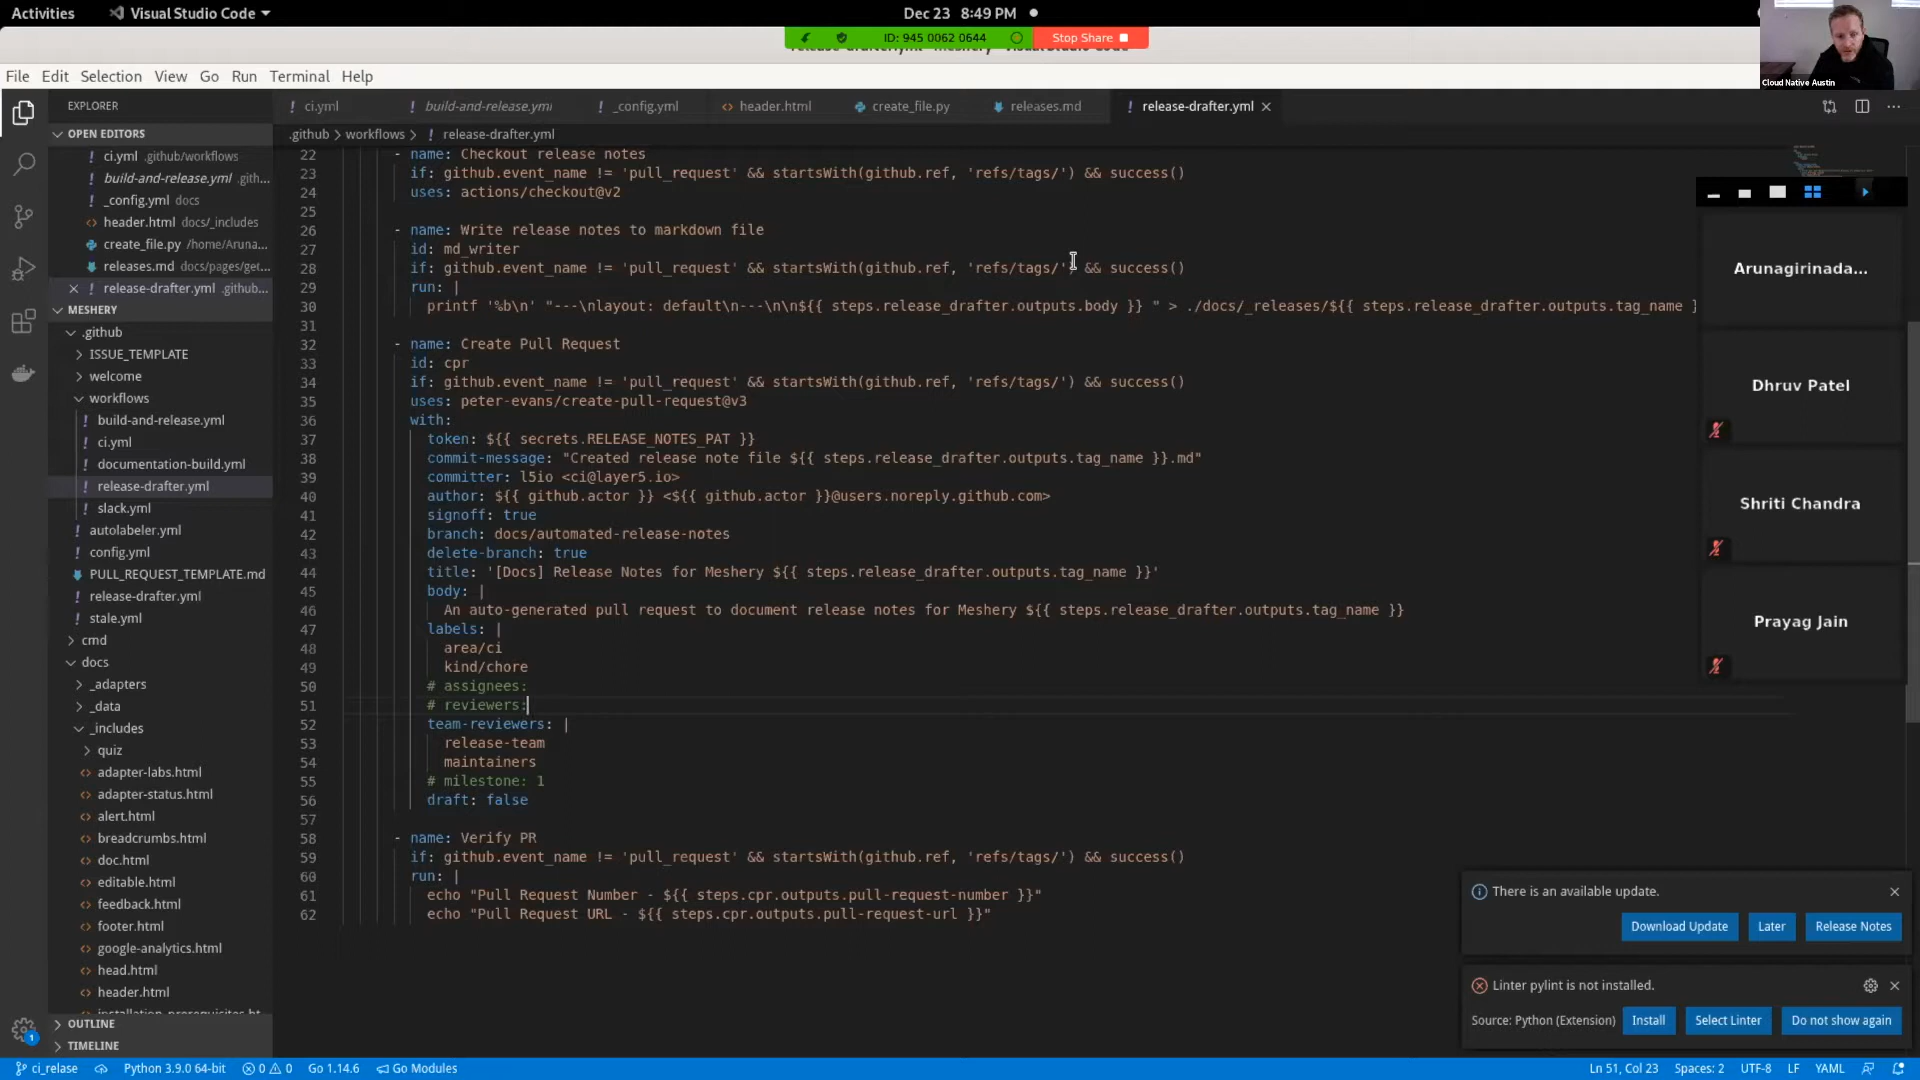 Activities
Visual Studio Code
Dec 23 8:49 PM
ID: 945 0062 0644
Stop Share
Cloud Native Austin
File Edit Selection View Go Run Terminal Help
EXPLORER
ci.yml
build-and-release.yml
_config.yml
header.html
create_file.py
releases.md
release-drafter.yml
.github > workflows > ! release-drafter.yml
OPEN EDITORS
ci.yml .github/workflows
build-and-release.yml .gith...
_config.yml docs
header.html docs/_includes
create_file.py /home/Aruna...
releases.md docs/pages/get...
release-drafter.yml .github...
MESHERY
.github
ISSUE_TEMPLATE
welcome
workflows
build-and-release.yml
ci.yml
documentation-build.yml
release-drafter.yml
slack.yml
autolabeler.yml
config.yml
PULL_REQUEST_TEMPLATE.md
release-drafter.yml
stale.yml
cmd
docs
_adapters
_data
_includes
quiz
adapter-labs.html
adapter-status.html
alert.html
breadcrumbs.html
doc.html
editable.html
feedback.html
footer.html
google-analytics.html
head.html
header.html
OUTLINE
TIMELINE
22 - name: Checkout release notes
23 if: github.event_name != 'pull_request' && startsWith(github.ref, 'refs/tags/') && success()
24 uses: actions/checkout@v2
25
26 - name: Write release notes to markdown file
27 id: md_writer
28 if: github.event_name != 'pull_request' && startsWith(github.ref, 'refs/tags/') && success()
29 run: |
30 printf '%b\n' "---\nlayout: default\n---\n\n${{ steps.release_drafter.outputs.body }} " > ./docs/_releases/${{ steps.release_drafter.outputs.tag_name }
31
32 - name: Create Pull Request
33 id: cpr
34 if: github.event_name != 'pull_request' && startsWith(github.ref, 'refs/tags/') && success()
35 uses: peter-evans/create-pull-request@v3
36 with:
37 token: ${{ secrets.RELEASE_NOTES_PAT }}
38 commit-message: "Created release note file ${{ steps.release_drafter.outputs.tag_name }}.md"
39 committer: l5io <ci@layer5.io>
40 author: ${{ github.actor }} <${{ github.actor }}@users.noreply.github.com>
41 signoff: true
42 branch: docs/automated-release-notes
43 delete-branch: true
44 title: '[Docs] Release Notes for Meshery ${{ steps.release_drafter.outputs.tag_name }}'
45 body: |
46 An auto-generated pull request to document release notes for Meshery ${{ steps.release_drafter.outputs.tag_name }}
47 labels: |
48 area/ci
49 kind/chore
50 # assignees:
51 # reviewers:
52 team-reviewers: |
53 release-team
54 maintainers
55 # milestone: 1
56 draft: false
57
58 - name: Verify PR
59 if: github.event_name != 'pull_request' && startsWith(github.ref, 'refs/tags/') && success()
60 run: |
61 echo "Pull Request Number - ${{ steps.cpr.outputs.pull-request-number }}"
62 echo "Pull Request URL - ${{ steps.cpr.outputs.pull-request-url }}"
Arunagirinada...
Dhruv Patel
Shriti Chandra
Prayag Jain
There is an available update.
Download Update
Later
Release Notes
Linter pylint is not installed.
Source: Python (Extension)
Install
Select Linter
Do not show again
1
ci_relase
Python 3.9.0 64-bit
0 0
Go 1.14.6
Go Modules
Ln 51, Col 23
Spaces: 2
UTF-8
LF
YAML